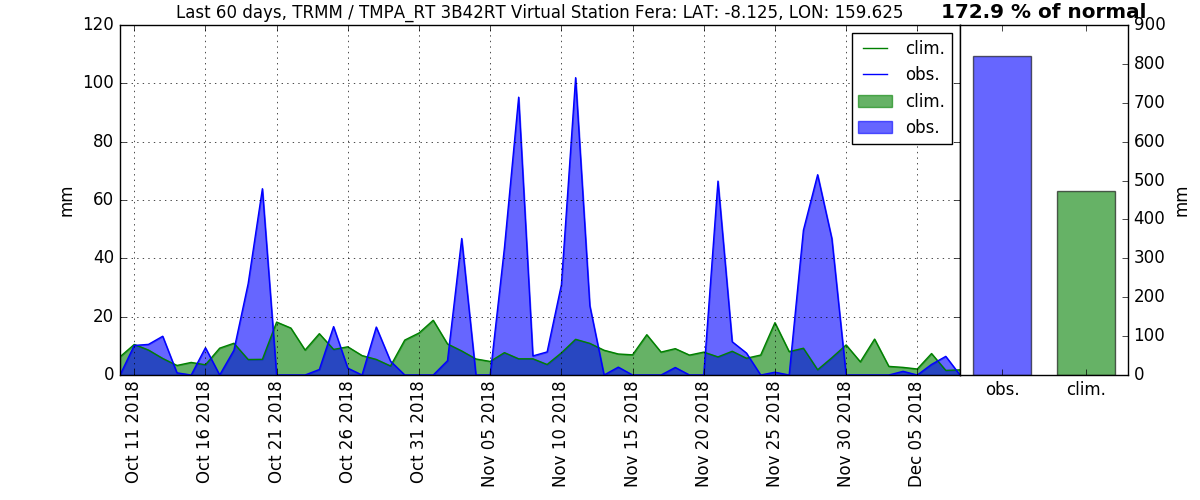 Last 60 days, TRMM / TMPA_RT 3B42RT Virtual Station Fera: LAT: -8.125, LON: 159.625
172.9 % of normal
120
100
80
60
40
20
0
mm
clim.
obs.
clim.
obs.
900
800
700
600
500
400
300
200
100
0
mm
Oct 11 2018
Oct 16 2018
Oct 21 2018
Oct 26 2018
Oct 31 2018
Nov 05 2018
Nov 10 2018
Nov 15 2018
Nov 20 2018
Nov 25 2018
Nov 30 2018
Dec 05 2018
obs.
clim.